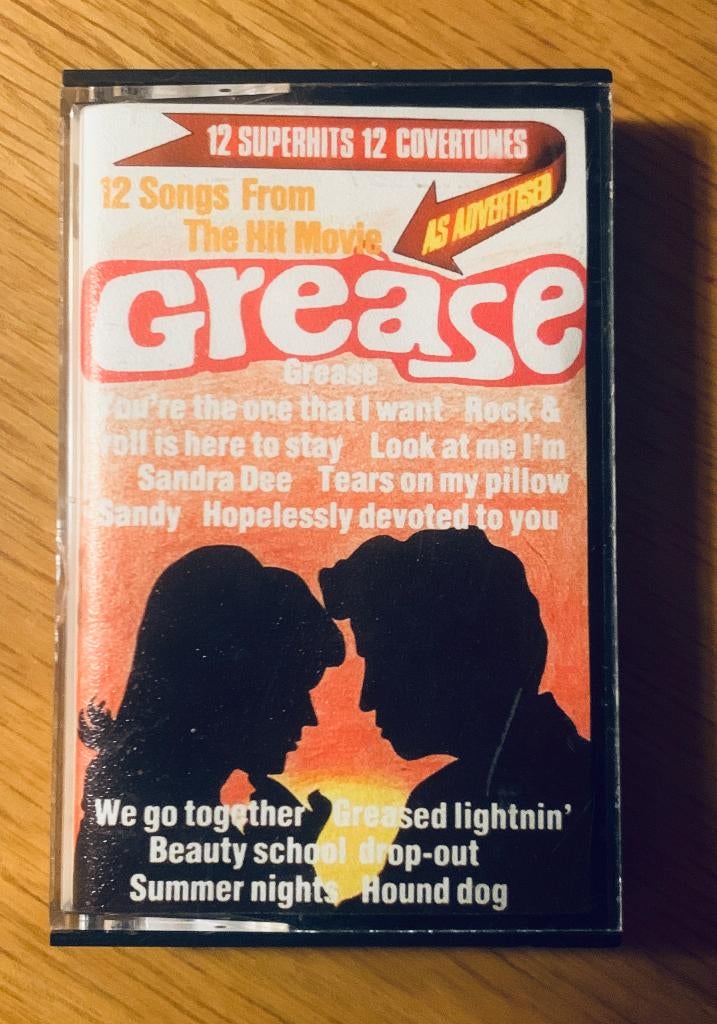 12 SUPERHITS 12 COVERTUNES
AS ADVERTISED
12 Songs From
The Hit Movie
Grease
Grease
You're the one that I want Rock &
roll is here to stay Look at me I'm
Sandra Dee Tears on my pillow
Sandy Hopelessly devoted to you
We go together Greased lightnin'
Beauty school drop-out
Summer nights Hound dog